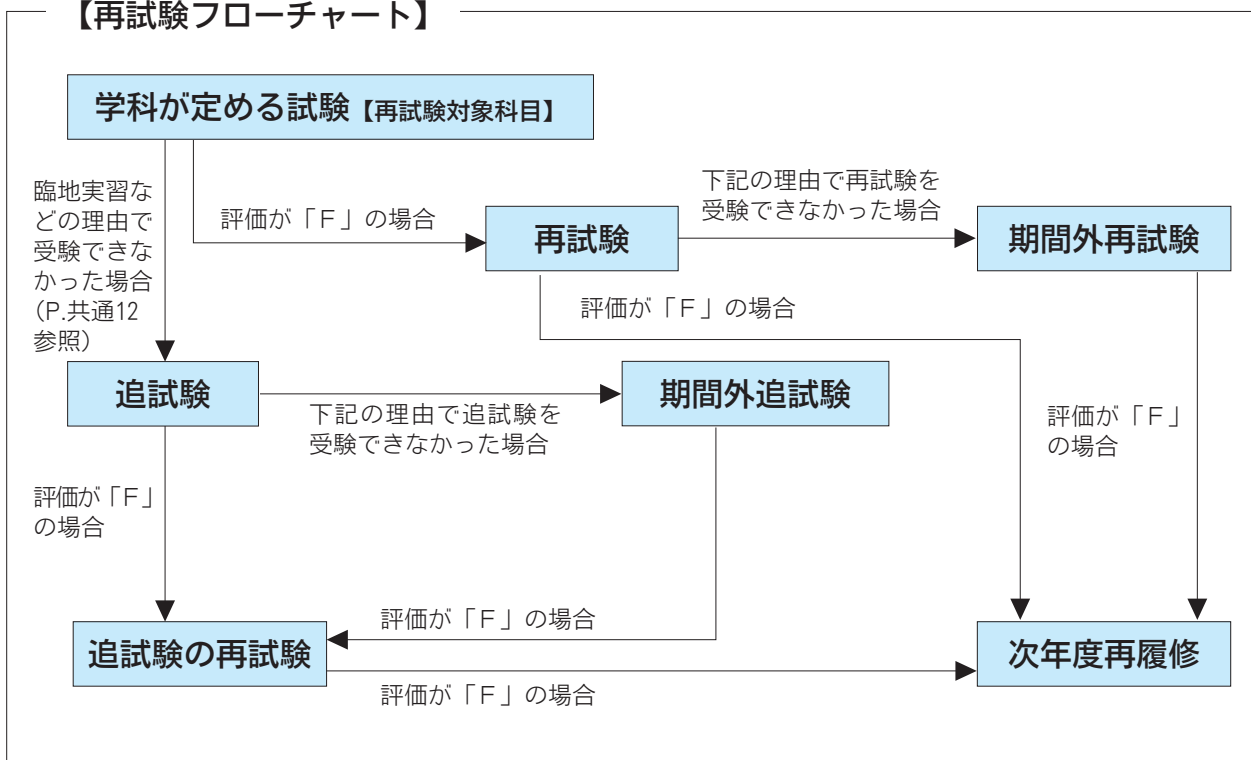 【再試験フローチャート】
学科が定める試験【再試験対象科目】
臨地実習な
どの理由で
受験できな
かった場合
(P.共通12
参照)
評価が「F」の場合
再試験
下記の理由で再試験を
受験できなかった場合
期間外再試験
評価が「F」の場合
追試験
下記の理由で追試験を
受験できなかった場合
期間外追試験
評価が「F」
の場合
評価が「F」
の場合
追試験の再試験
評価が「F」の場合
評価が「F」の場合
次年度再履修